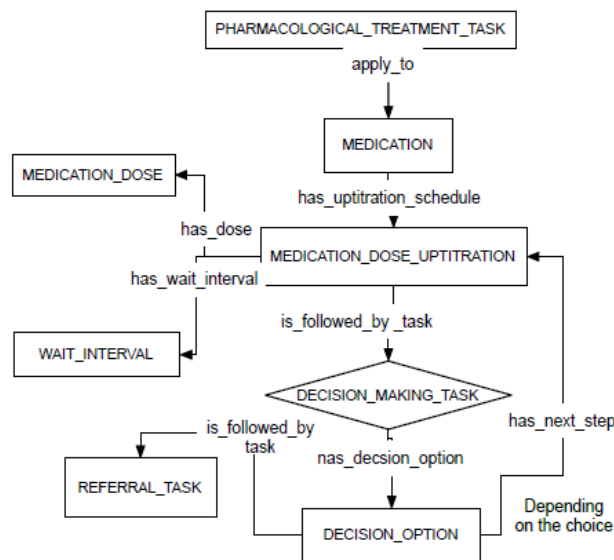 PHARMACOLOGICAL_TREATMENT_TASK
apply_to
MEDICATION
MEDICATION_DOSE
has_uptitration_schedule
has_dose
MEDICATION_DOSE_UPTITRATION
has_wait_interval
is_followed_by _task
WAIT_INTERVAL
DECISION_MAKING_TASK
has_next_step
is_followed_by
task
nas_decsion_option
REFERRAL_TASK
Depending
on the choice
DECISION_OPTION